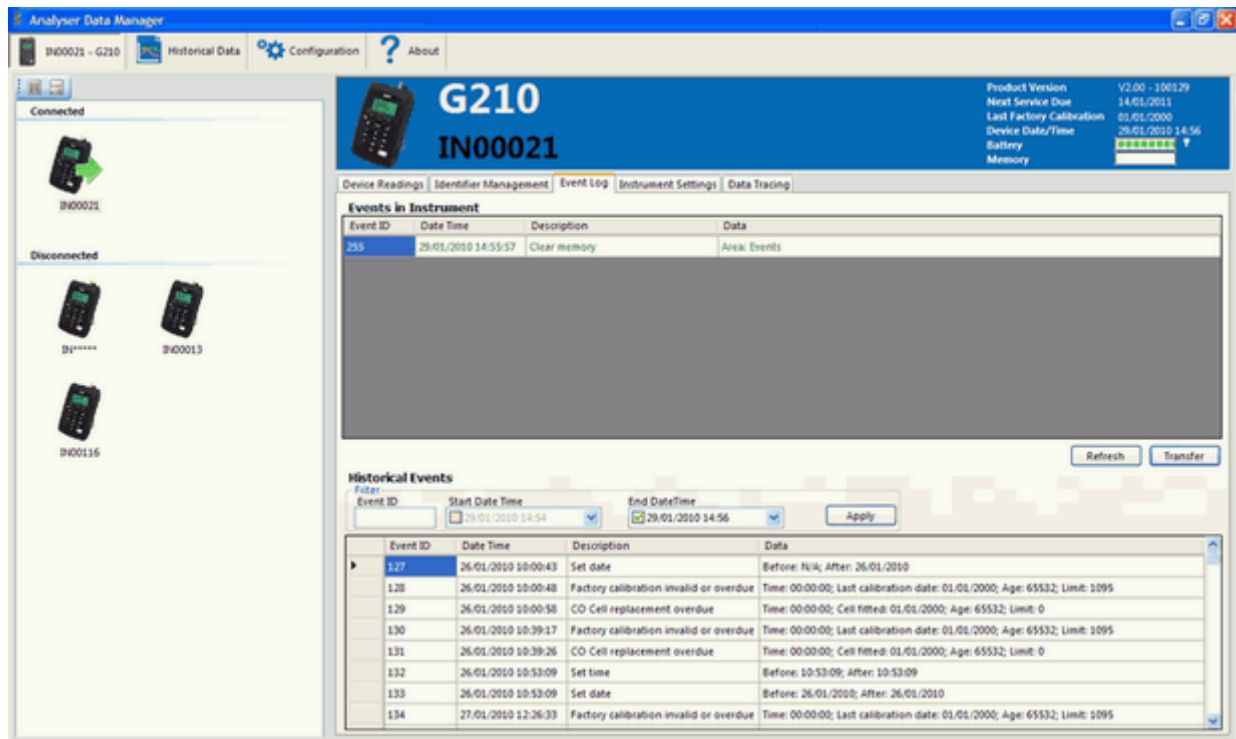 Analyser Data Manager
IN00021 - G210 Historical Data Configuration ? About
Connected
IN00021
Disconnected
IN***** IN00013
IN00116
G210
IN00021
Product Version V2.00 - 100129
Next Service Due 14/01/2011
Last Factory Calibration 01/01/2000
Device Date/Time 29/01/2010 14:56
Battery
Memory
Device Readings Identifier Management Event Log Instrument Settings Data Tracing
Events in Instrument
Event ID Date Time Description Data
255 29/01/2010 14:55:57 Clear memory Area: Events
Refresh Transfer
Historical Events
Filter
Event ID Start Date Time End DateTime
29/01/2010 14:54 29/01/2010 14:56 Apply
Event ID Date Time Description Data
127 26/01/2010 10:00:43 Set date Before: N/A; After: 26/01/2010
128 26/01/2010 10:00:48 Factory calibration invalid or overdue Time: 00:00:00; Last calibration date: 01/01/2000; Age: 65532; Limit: 1095
129 26/01/2010 10:00:58 CO Cell replacement overdue Time: 00:00:00; Cell fitted: 01/01/2000; Age: 65532; Limit: 0
130 26/01/2010 10:39:17 Factory calibration invalid or overdue Time: 00:00:00; Last calibration date: 01/01/2000; Age: 65532; Limit: 1095
131 26/01/2010 10:39:26 CO Cell replacement overdue Time: 00:00:00; Cell fitted: 01/01/2000; Age: 65532; Limit: 0
132 26/01/2010 10:53:09 Set time Before: 10:53:09; After: 10:53:09
133 26/01/2010 10:53:09 Set date Before: 26/01/2010; After: 26/01/2010
134 27/01/2010 12:26:33 Factory calibration invalid or overdue Time: 00:00:00; Last calibration date: 01/01/2000; Age: 65532; Limit: 1095